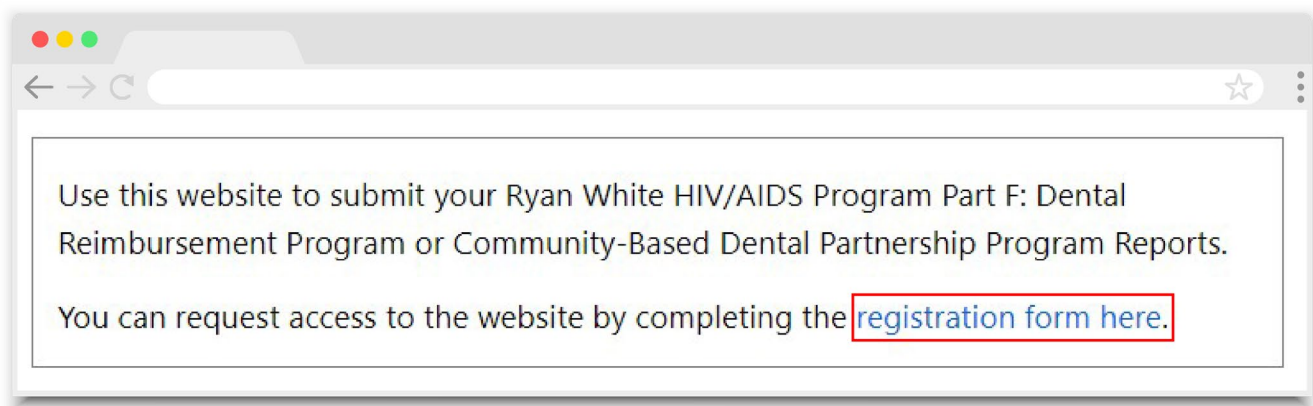 Use this website to submit your Ryan White HIV/AIDS Program Part F: Dental
Reimbursement Program or Community-Based Dental Partnership Program Reports.
You can request access to the website by completing the registration form here.